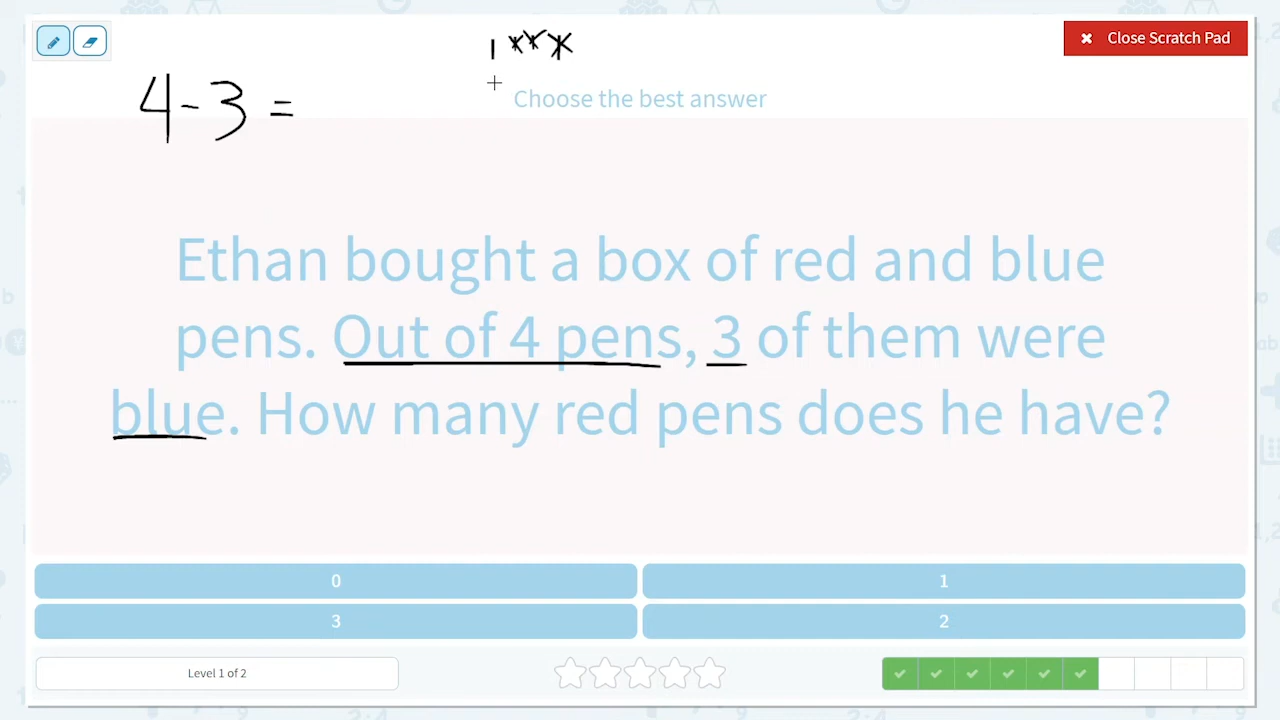 Close Scratch Pad
4-3 =
Choose the best answer
Ethan bought a box of red and blue
pens. Out of 4 pens, 3 of them were
blue. How many red pens does he have?
0
1
3
2
Level 1 of 2